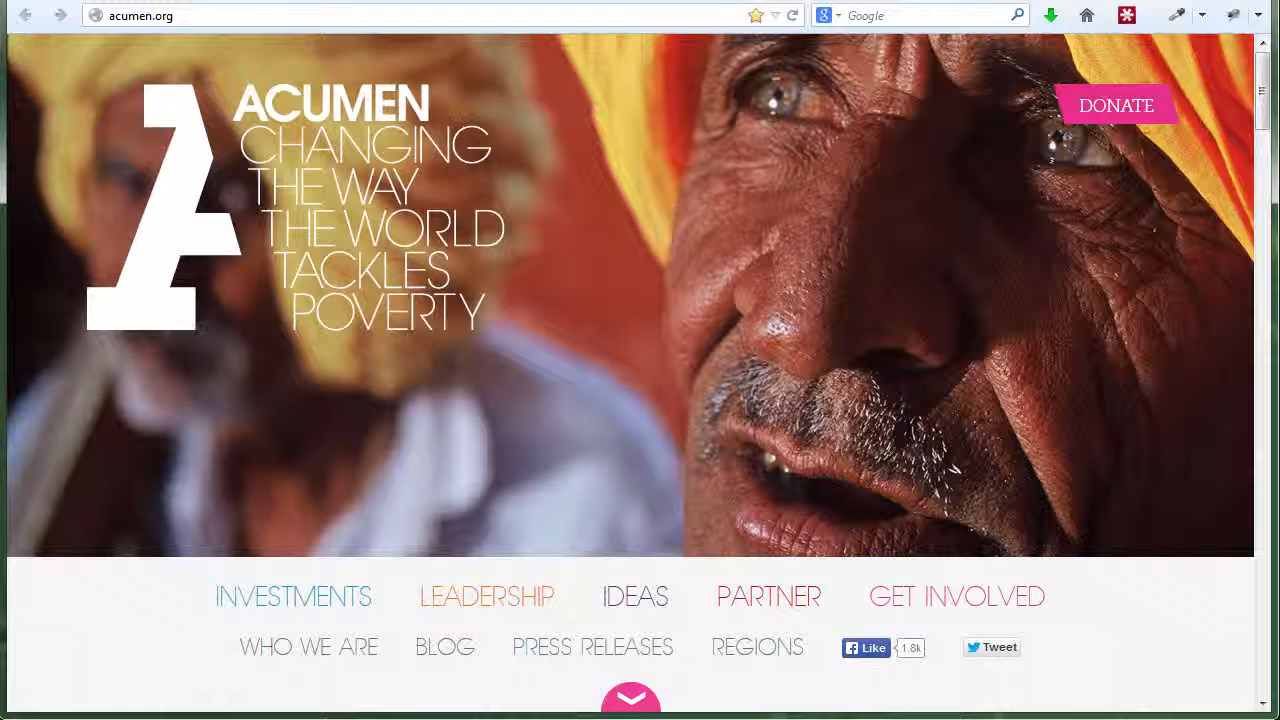 acumen.org
Google
DONATE
ACUMEN
CHANGING
THE WAY
THE WORLD
TACKLES
POVERTY
INVESTMENTS LEADERSHIP IDEAS PARTNER GET INVOLVED
WHO WE ARE BLOG PRESS RELEASES REGIONS Like 1.8k Tweet